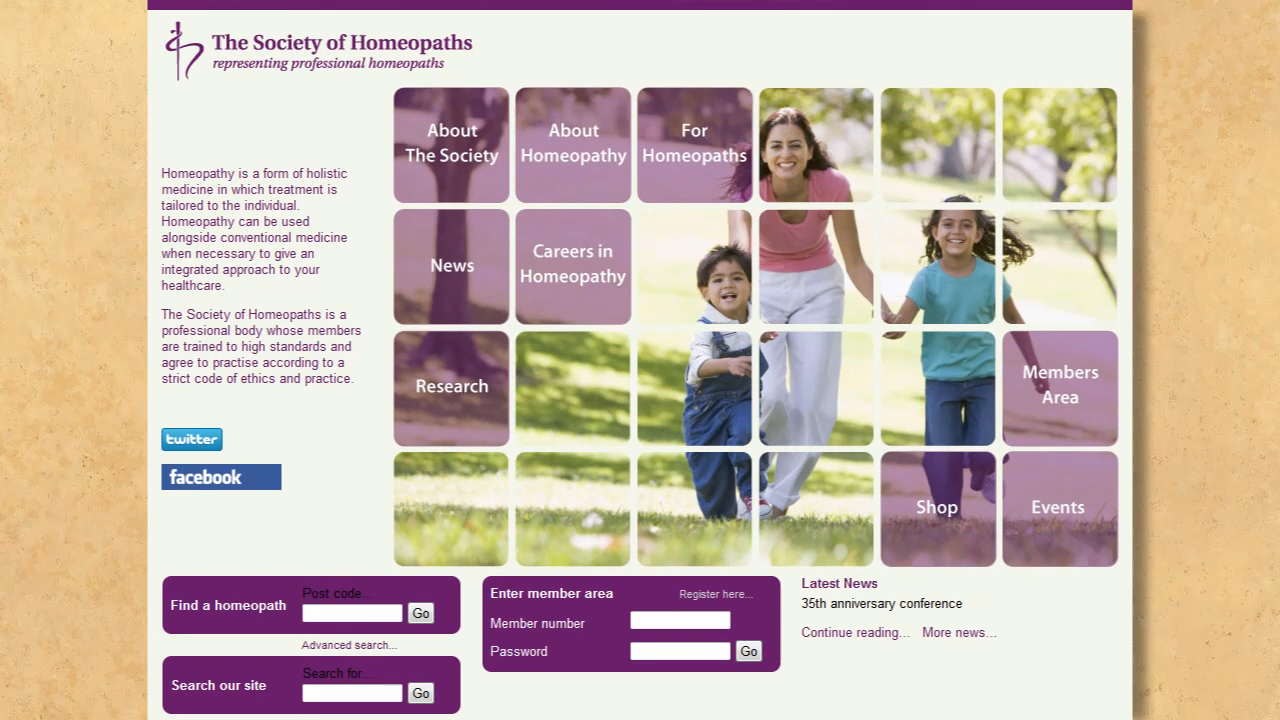 The Society of Homeopaths
representing professional homeopaths
About
The Society
About
Homeopathy
For
Homeopaths
Homeopathy is a form of holistic
medicine in which treatment is
tailored to the individual.
Homeopathy can be used
alongside conventional medicine
when necessary to give an
integrated approach to your
healthcare.
The Society of Homeopaths is a
professional body whose members
are trained to high standards and
agree to practise according to a
strict code of ethics and practice.
News
Careers in
Homeopathy
Research
Members
Area
twitter
facebook
Shop
Events
Find a homeopath
Post code...
Go
Advanced search...
Search our site
Search for...
Go
Enter member area
Register here...
Member number
Password
Go
Latest News
35th anniversary conference
Continue reading... More news...